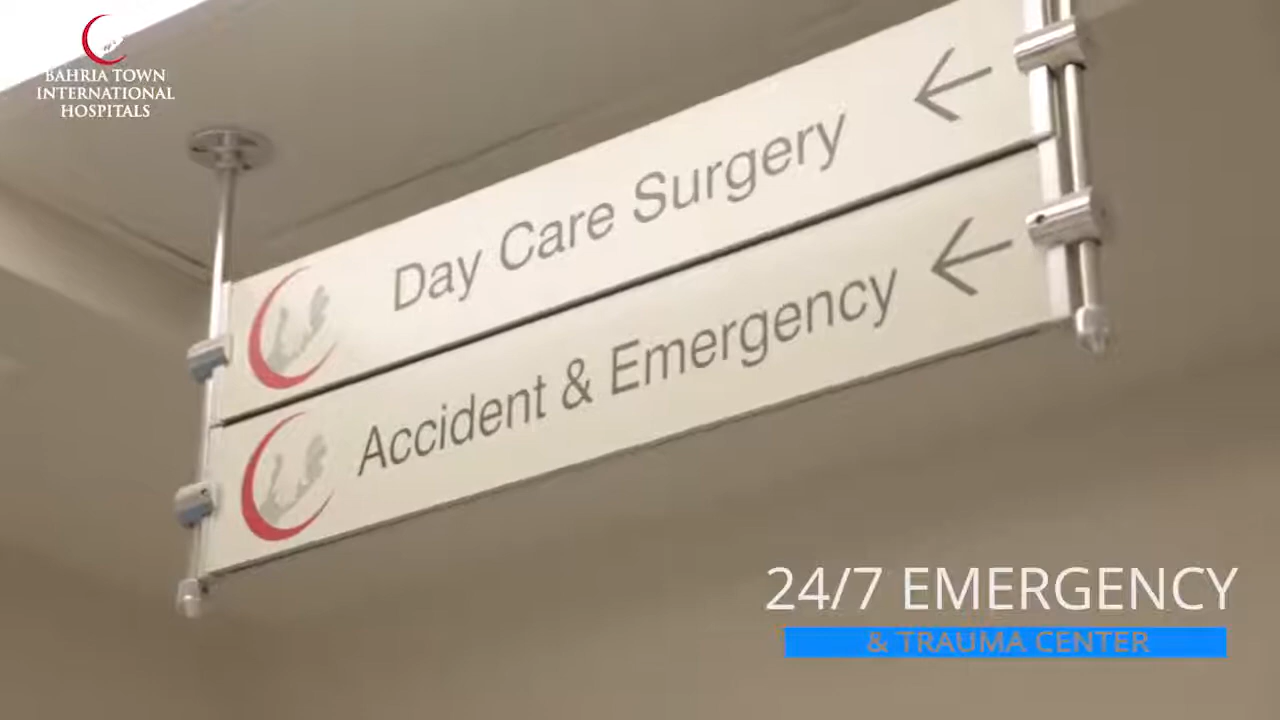 BAHRIA TOWN
INTERNATIONAL
HOSPITALS
Day Care Surgery
Accident & Emergency
24/7 EMERGENCY
& TRAUMA CENTER